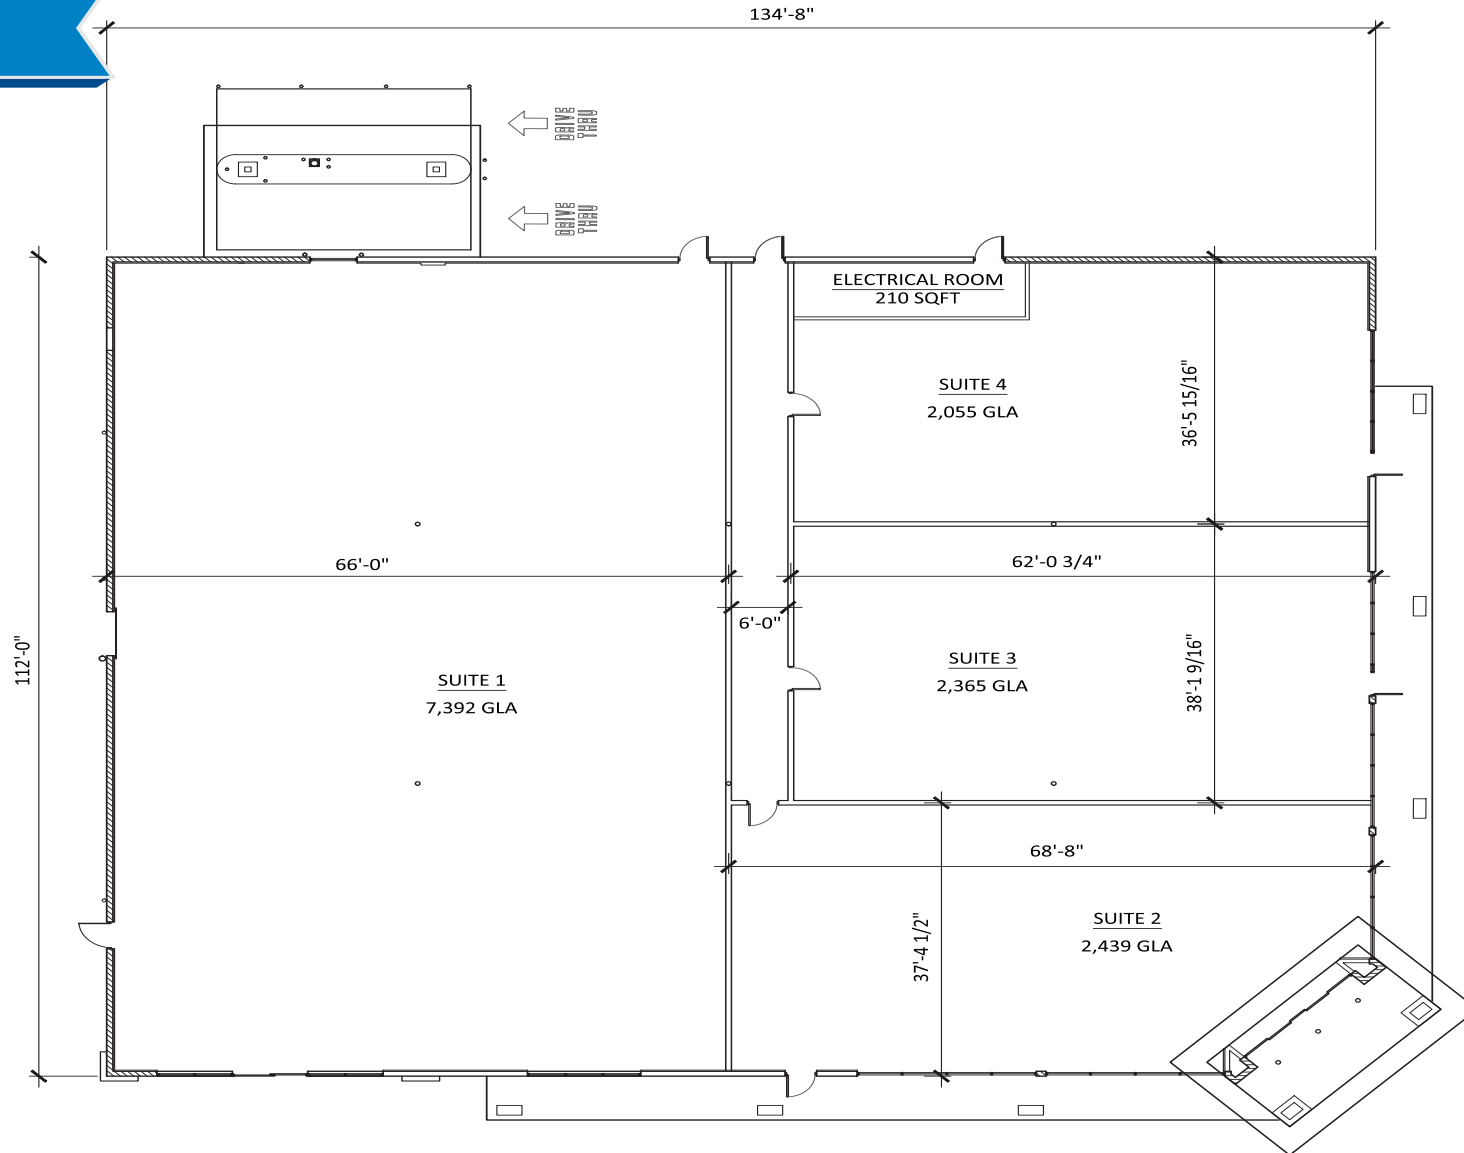 134'-8"
DRIVE
THRU
DRIVE
THRU
ELECTRICAL ROOM
210 SQFT
SUITE 4
2,055 GLA
36'-5 15/16"
66'-0"
62'-0 3/4"
6'-0"
112'-0"
SUITE 1
7,392 GLA
SUITE 3
2,365 GLA
38'-1 9/16"
68'-8"
37'-4 1/2"
SUITE 2
2,439 GLA